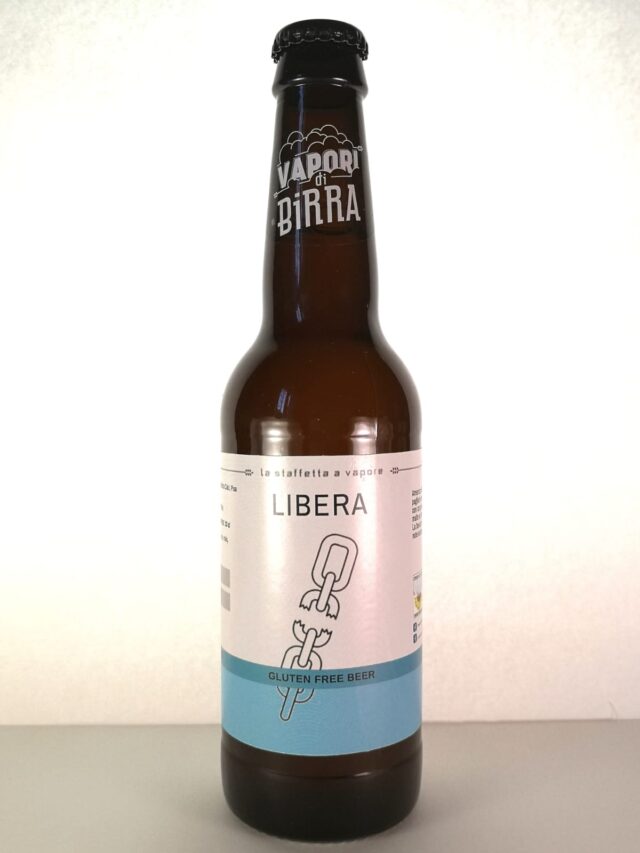 VAPORI
di
BiRRA
La staffetta a vapore
LIBERA
GLUTEN FREE BEER